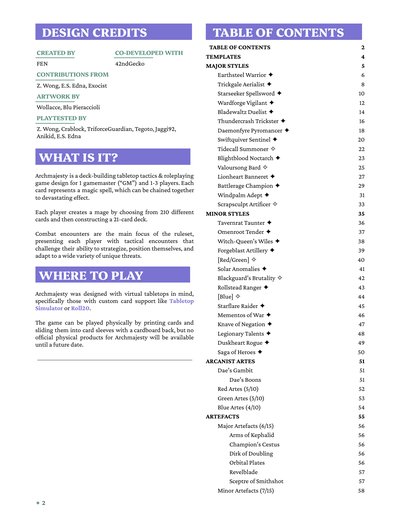 DESIGN CREDITS
CREATED BY
CO-DEVELOPED WITH
FEN
42ndGecko
CONTRIBUTIONS FROM
Z. Wong, E.S. Edna, Exocist
ARTWORK BY
Wollacce, Blu Pieraccioli
PLAYTESTED BY
Z. Wong, Crablock, TriforceGuardian, Tegoto, Jaggi92,
Anikid, E.S. Edna
WHAT IS IT?
Archmajesty is a deck-building tabletop tactics & roleplaying
game design for 1 gamemaster ("GM") and 1-3 players. Each
card represents a magic spell, which can be chained together
to devastating effect.
Each player creates a mage by choosing from 210 different
cards and then constructing a 21-card deck.
Combat encounters are the main focus of the ruleset,
presenting each player with tactical encounters that
challenge their ability to strategize, position themselves, and
adapt to a wide variety of unique threats.
WHERE TO PLAY
Archmajesty was designed with virtual tabletops in mind,
specifically those with custom card support like Tabletop
Simulator or Roll20.
The game can be played physically by printing cards and
sliding them into card sleeves with a cardboard back, but no
official physical products for Archmajesty will be available
until a future date.
✦ 2
TABLE OF CONTENTS
TABLE OF CONTENTS 2
TEMPLATES 4
MAJOR STYLES 5
Earthsteel Warrior ✦ 6
Trickgale Aerialist ✦ 8
Starseeker Spellsword ✦ 10
Wardforge Vigilant ✦ 12
Bladewaltz Duelist ✦ 14
Thundercrash Trickster ✦ 16
Daemonfyre Pyromancer ✦ 18
Swiftquiver Sentinel ✦ 20
Tidecall Summoner ✧ 22
Blightblood Noctarch ✦ 23
Valoursong Bard ✧ 25
Lionheart Banneret ✦ 27
Battlerage Champion ✦ 29
Windpalm Adept ✦ 31
Scrapsculpt Artificer ✧ 33
MINOR STYLES 35
Tavernrat Taunter ✦ 36
Omenroot Tender ✦ 37
Witch-Queen's Wiles ✦ 38
Forgeblast Artillery ✦ 39
[Red/Green] ✧ 40
Solar Anomalies ✦ 41
Blackguard's Brutality ✧ 42
Rollstead Ranger ✦ 43
[Blue] ✧ 44
Starflare Raider ✦ 45
Mementos of War ✦ 46
Knave of Negation ✦ 47
Legendary Talents ✦ 48
Duskheart Rogue ✦ 49
Saga of Heroes ✦ 50
ARCANIST ARTES 51
Dae's Gambit 51
Dae's Boons 51
Red Artes (5/10) 52
Green Artes (3/10) 53
Blue Artes (4/10) 54
ARTEFACTS 55
Major Artefacts (6/15) 56
Arms of Kephalid 56
Champion's Cestus 56
Dirk of Doubling 56
Orbital Plates 56
Revelblade 57
Sceptre of Smithshot 57
Minor Artefacts (7/15) 58